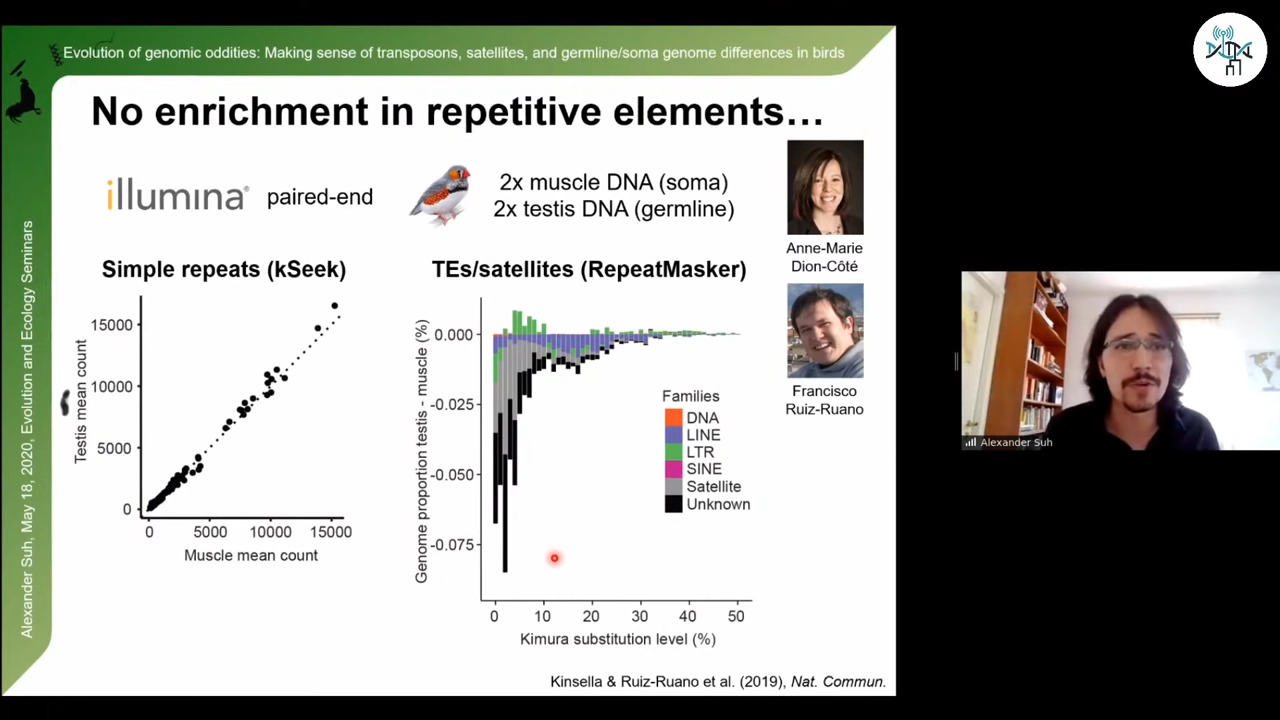 Evolution of genomic oddities: Making sense of transposons, satellites, and germline/soma genome differences in birds
Alexander Suh, May 18, 2020, Evolution and Ecology Seminars
No enrichment in repetitive elements…
illumina® paired-end
2x muscle DNA (soma)
2x testis DNA (germline)
Anne-Marie
Dion-Côté
Francisco
Ruiz-Ruano
Simple repeats (kSeek)
Testis mean count
15000
10000
5000
0
0 5000 10000 15000
Muscle mean count
TEs/satellites (RepeatMasker)
Genome proportion testis - muscle (%)
0.000
-0.025
-0.050
-0.075
0 10 20 30 40 50
Kimura substitution level (%)
Families
DNA
LINE
LTR
SINE
Satellite
Unknown
Kinsella & Ruiz-Ruano et al. (2019), Nat. Commun.
Alexander Suh